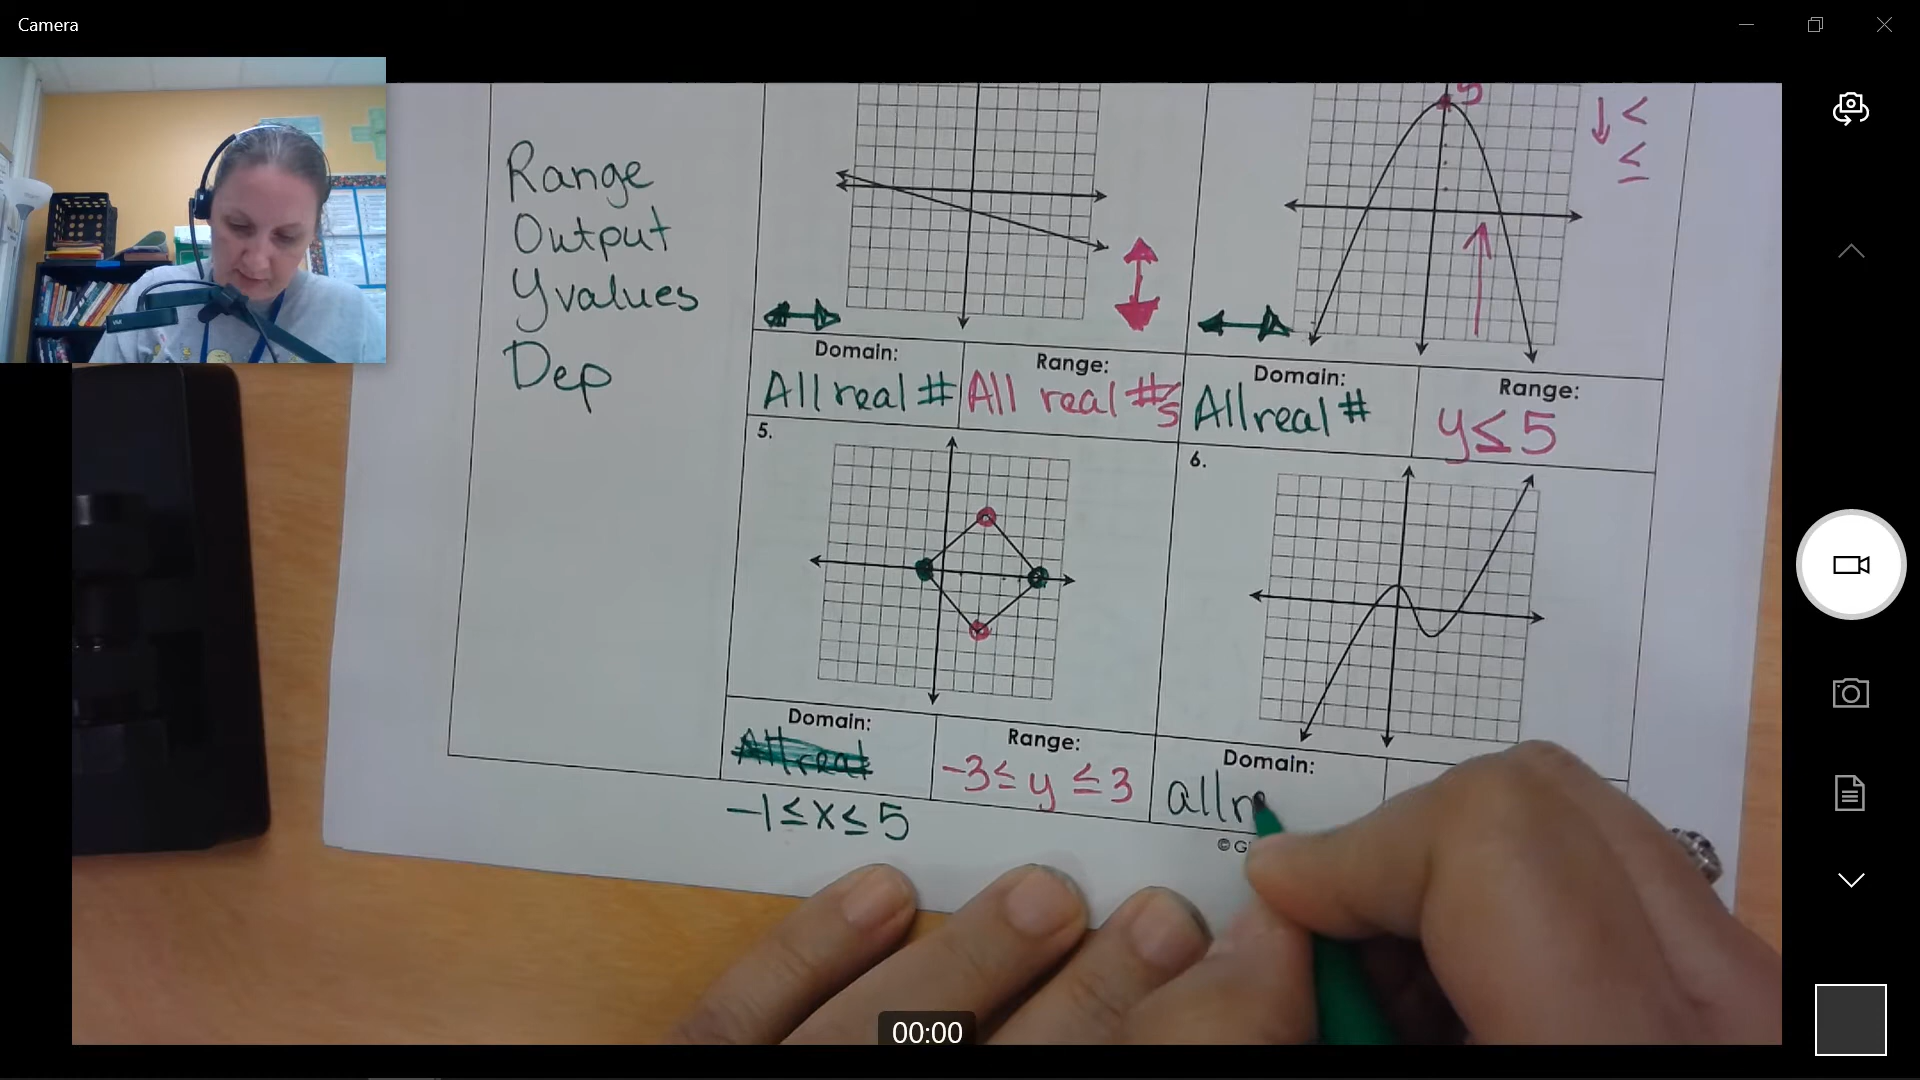 Camera
Range
Output
Y values
Dep
5
↓ <
≤
Domain:
All real #
Range:
All real #s
Domain:
All real #
Range:
y ≤ 5
5.
6.
Domain:
-1 ≤ x ≤ 5
Range:
-3 ≤ y ≤ 3
Domain:
all r
© G
00:00